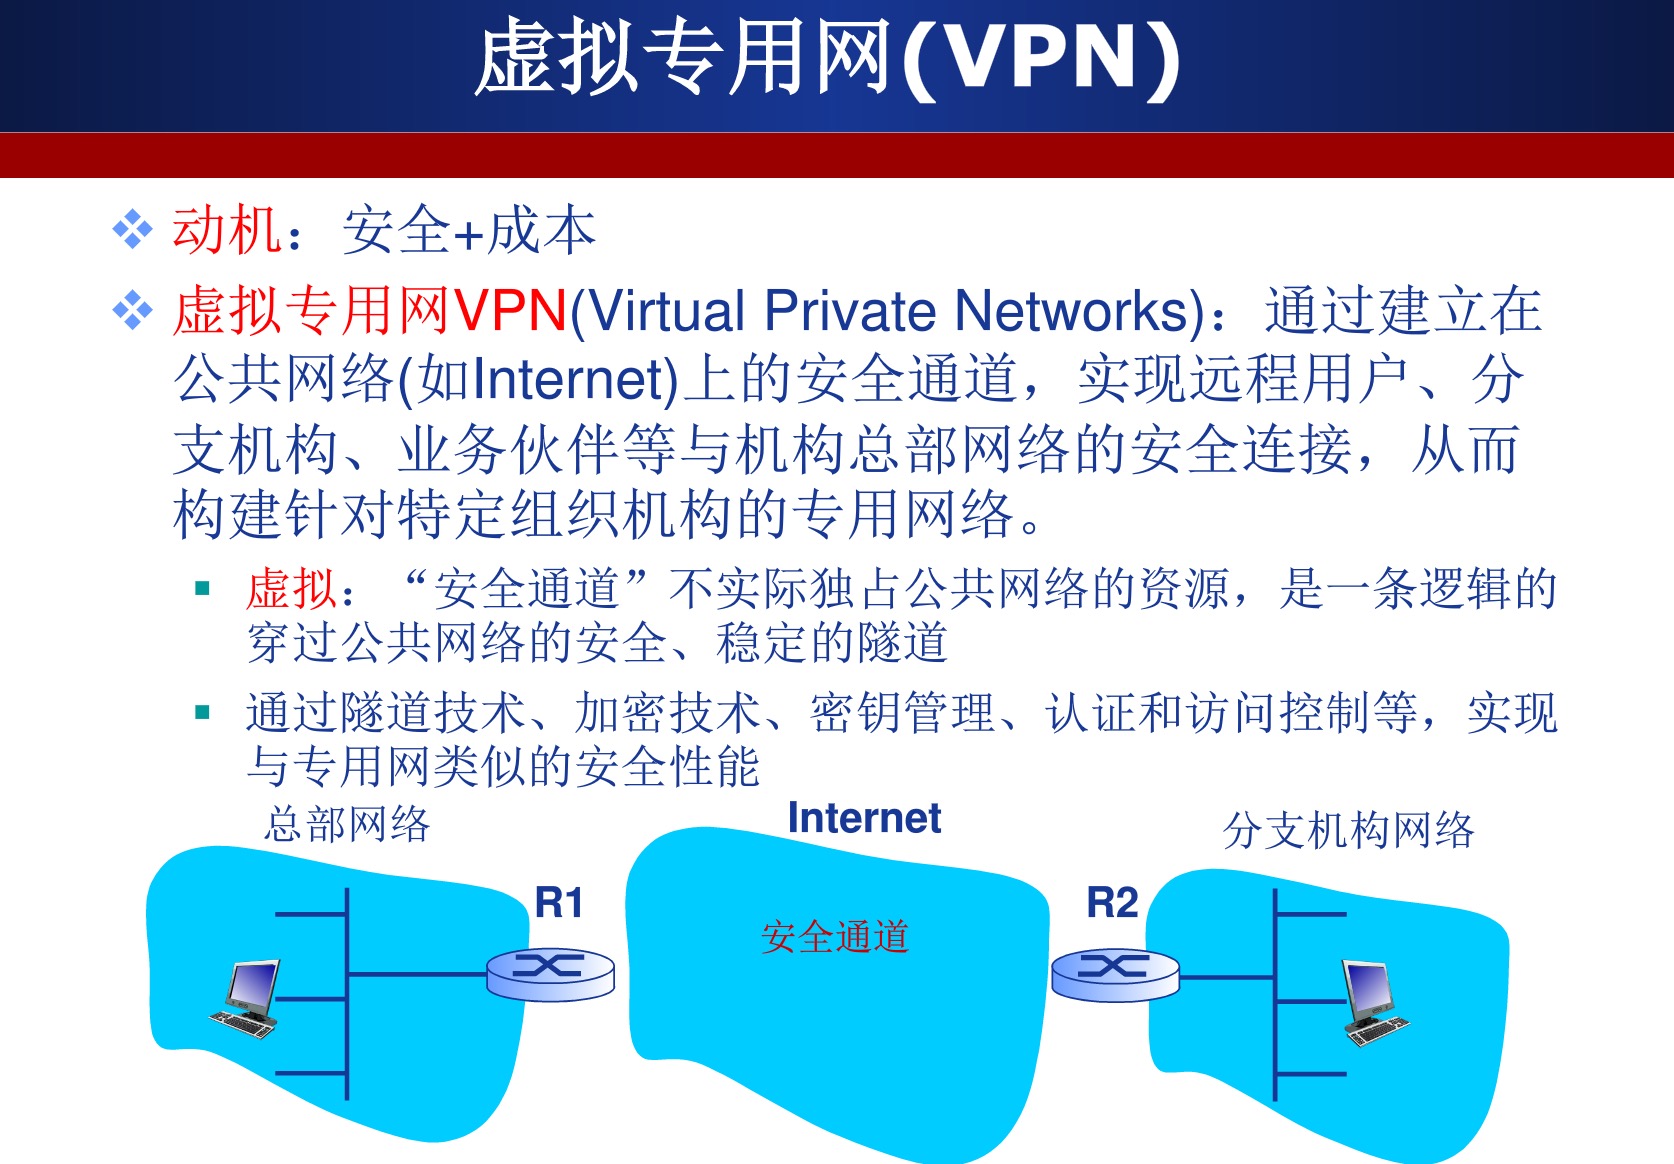 虚拟专用网(VPN)
动机：安全+成本
虚拟专用网VPN(Virtual Private Networks)：通过建立在
公共网络(如Internet)上的安全通道，实现远程用户、分
支机构、业务伙伴等与机构总部网络的安全连接，从而
构建针对特定组织机构的专用网络。
虚拟：“安全通道”不实际独占公共网络的资源，是一条逻辑的
穿过公共网络的安全、稳定的隧道
通过隧道技术、加密技术、密钥管理、认证和访问控制等，实现
与专用网类似的安全性能
总部网络
Internet
分支机构网络
R1
R2
安全通道